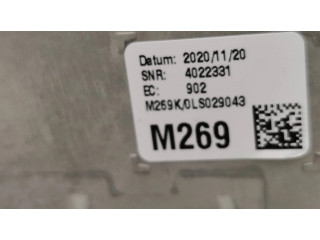 Datum: 2020/11/20
SNR: 4022331
EC: 902
M269K/0LS029043
M269